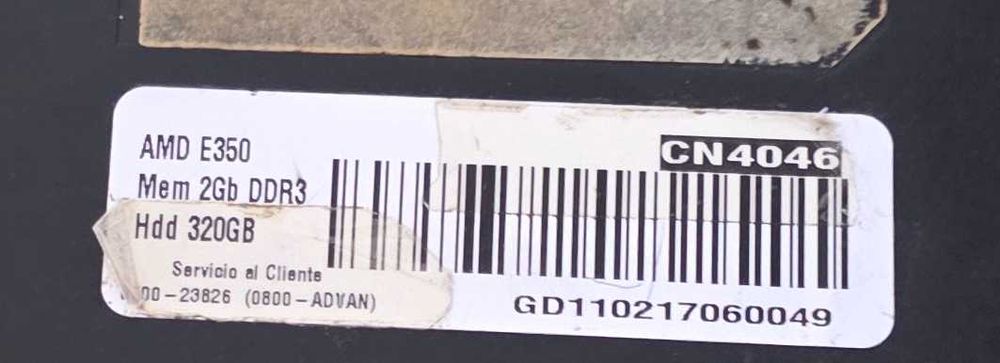 AMD E350
Mem 2Gb DDR3
Hdd 320GB
Servicio al Cliente
00-23826 (0800-ADVAN)
CN4046
GD110217060049